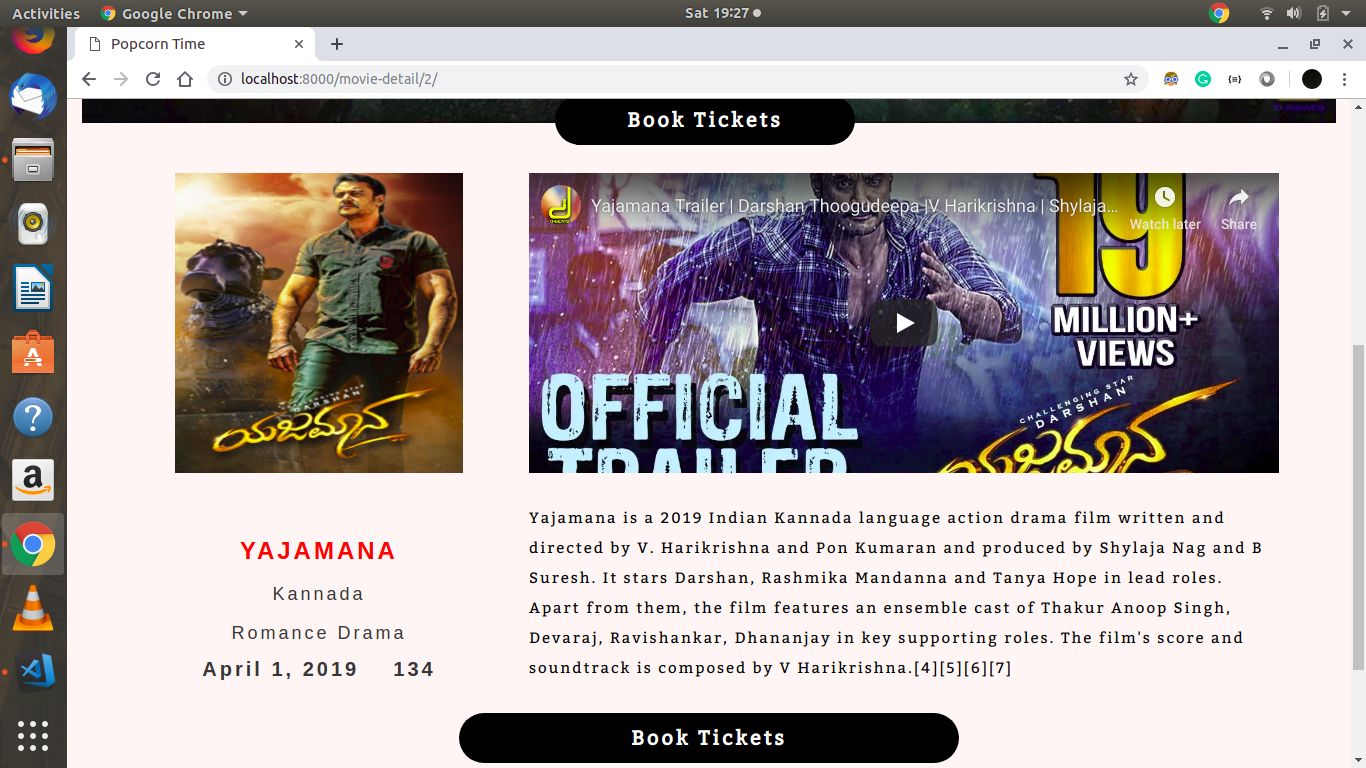 Activities Google Chrome Sat 19:27
Popcorn Time
localhost:8000/movie-detail/2/
Book Tickets
CHALLENGING STAR
DARSHAN
ಯಜಮಾನ
Yajamana Trailer | Darshan Thoogudeepa |V Harikrishna | Shylaja...
Watch later
Share
19
MILLION+
VIEWS
OFFICIAL
TRAILER
CHALLENGING STAR
DARSHAN
ಯಜಮಾನ
YAJAMANA
Kannada
Romance Drama
April 1, 2019 134
Yajamana is a 2019 Indian Kannada language action drama film written and
directed by V. Harikrishna and Pon Kumaran and produced by Shylaja Nag and B
Suresh. It stars Darshan, Rashmika Mandanna and Tanya Hope in lead roles.
Apart from them, the film features an ensemble cast of Thakur Anoop Singh,
Devaraj, Ravishankar, Dhananjay in key supporting roles. The film's score and
soundtrack is composed by V Harikrishna.[4][5][6][7]
Book Tickets